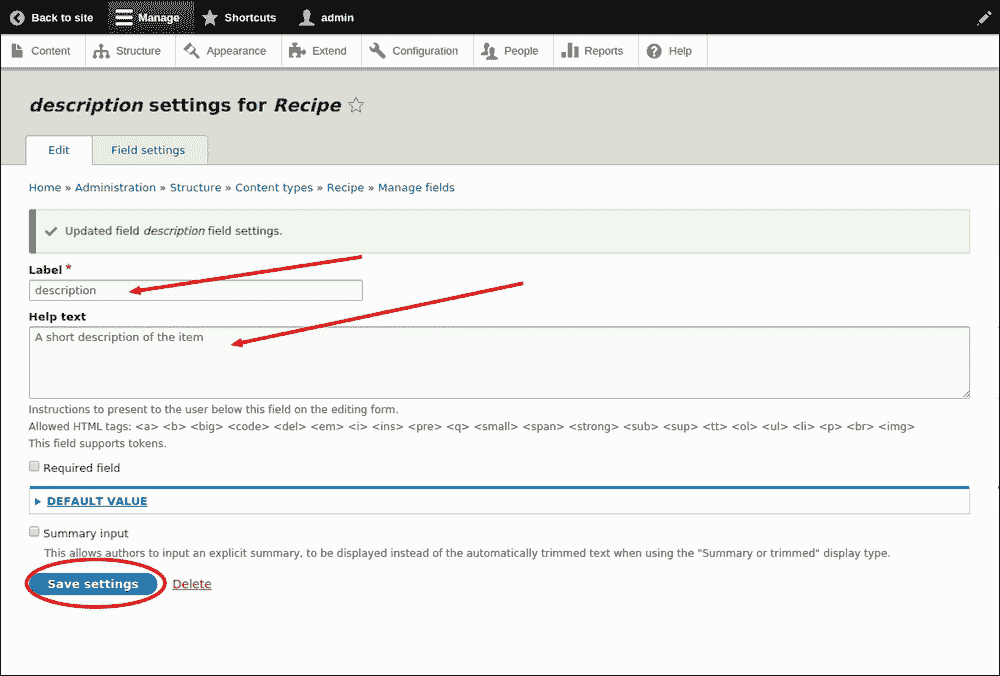 Back to site Manage Shortcuts admin
Content Structure Appearance Extend Configuration People Reports Help
description settings for Recipe
Edit Field settings
Home » Administration » Structure » Content types » Recipe » Manage fields
Updated field description field settings.
Label *
description
Help text
A short description of the item
Instructions to present to the user below this field on the editing form.
Allowed HTML tags: <a> <b> <big> <code> <del> <em> <i> <ins> <pre> <q> <small> <span> <strong> <sub> <sup> <tt> <ol> <ul> <li> <p> <br> <img>
This field supports tokens.
Required field
DEFAULT VALUE
Summary input
This allows authors to input an explicit summary, to be displayed instead of the automatically trimmed text when using the "Summary or trimmed" display type.
Save settings Delete